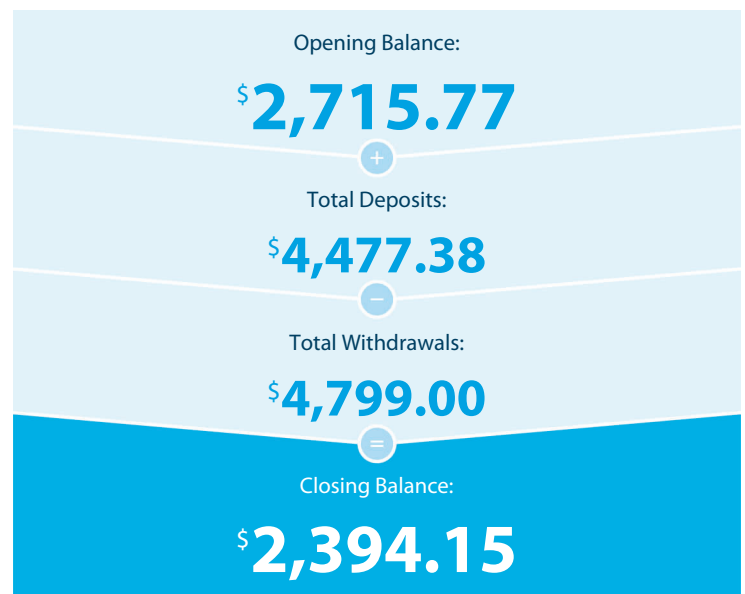 Opening Balance:
$2,715.77
+
Total Deposits:
$4,477.38
−
Total Withdrawals:
$4,799.00
=
Closing Balance:
$2,394.15